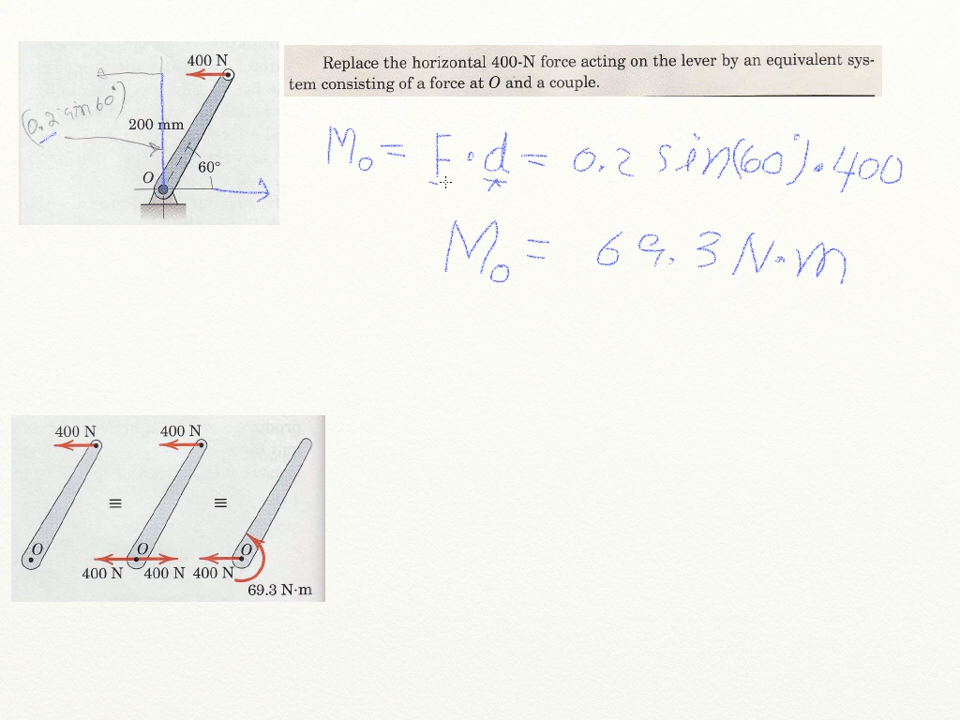 400 N
Replace the horizontal 400-N force acting on the lever by an equivalent sys-
tem consisting of a force at O and a couple.
(0.2 sin 60°)
200 mm
60°
O
Mo = F · d = 0.2 sin(60°) · 400
Mo = 69.3 N·m
400 N 400 N
≡ ≡
O O O
400 N 400 N 400 N
69.3 N·m